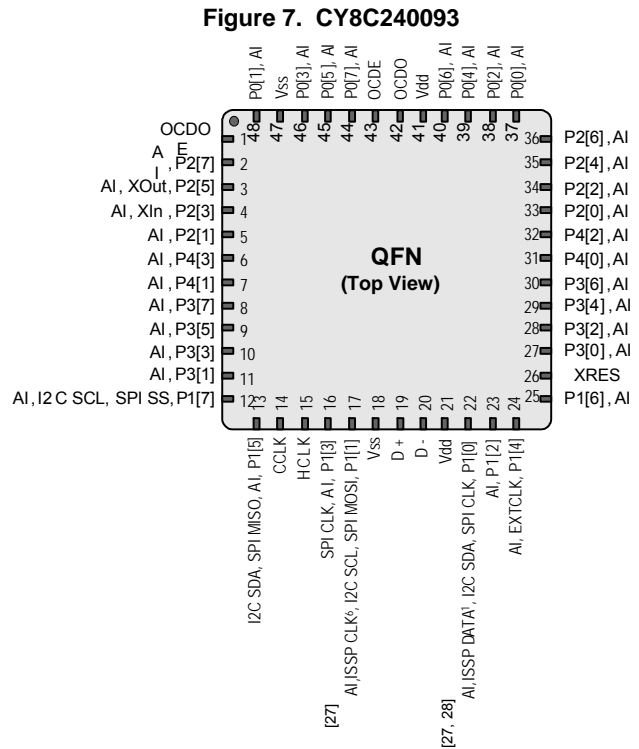 Figure 7. CY8C240093
P0[1], AI
Vss
P0[3], AI
P0[5], AI
P0[7], AI
OCDE
OCDO
Vdd
P0[6], AI
P0[4], AI
P0[2], AI
P0[0], AI
48
47
46
45
44
43
42
41
40
39
38
37
OCDO
E
1
A
I
, P2[7]
2
AI , XOut, P2[5]
3
AI , XIn , P2[3]
4
AI , P2[1]
5
AI , P4[3]
6
AI , P4[1]
7
AI , P3[7]
8
AI , P3[5]
9
AI , P3[3]
10
AI , P3[1]
11
AI , I2 C SCL, SPI SS, P1[7]
12
QFN
(Top View)
36 P2[6] , AI
35 P2[4] , AI
34 P2[2] , AI
33 P2[0] , AI
32 P4[2] , AI
31 P4[0] , AI
30 P3[6] , AI
29 P3[4] , AI
28 P3[2] , AI
27 P3[0] , AI
26 XRES
25 P1[6] , AI
13
14
15
16
17
18
19
20
21
22
23
24
I2C SDA, SPI MISO, AI, P1[5]
CCLK
HCLK
SPI CLK, AI, P1[3]
AI, ISSP CLK⁶, I2C SCL, SPI MOSI, P1[1]
Vss
D +
D -
Vdd
AI, ISSP DATA¹, I2C SDA, SPI CLK, P1[0]
AI, P1[2]
AI, EXTCLK, P1[4]
[27]
[27, 28]